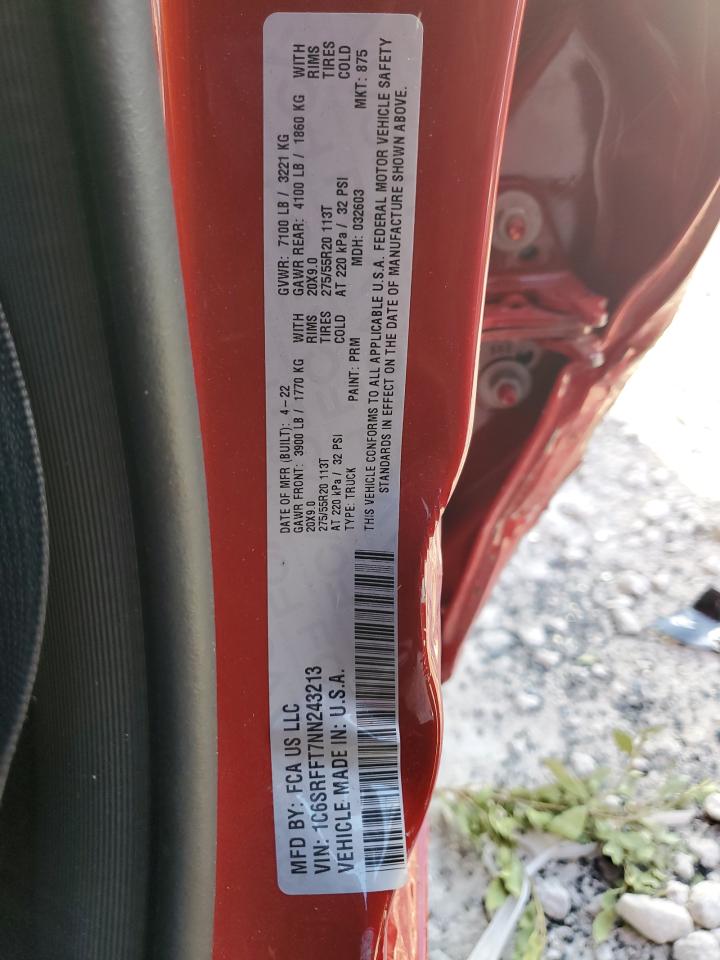 MFD BY: FCA US LLC
VIN: 1C6SRFFT7NN243213
VEHICLE MADE IN: U.S.A.
DATE OF MFR (BUILT): 4-22 GVWR: 7100 LB / 3221 KG
GAWR FRONT: 3900 LB / 1770 KG WITH GAWR REAR: 4100 LB / 1860 KG WITH
20X9.0 RIMS 20X9.0 RIMS
275/55R20 113T TIRES 275/55R20 113T TIRES
AT 220 kPa / 32 PSI COLD AT 220 kPa / 32 PSI COLD
TYPE: TRUCK PAINT: PRM MDH: 032603 MKT: 875
THIS VEHICLE CONFORMS TO ALL APPLICABLE U.S.A. FEDERAL MOTOR VEHICLE SAFETY
STANDARDS IN EFFECT ON THE DATE OF MANUFACTURE SHOWN ABOVE.